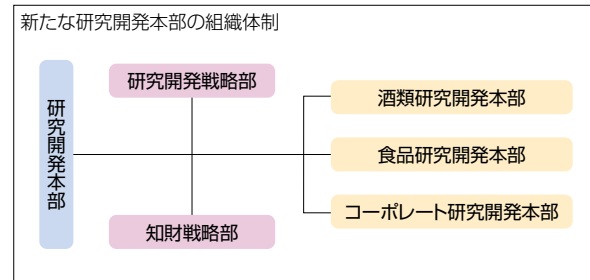 新たな研究開発本部の組織体制
研究開発本部
研究開発戦略部
知財戦略部
酒類研究開発本部
食品研究開発本部
コーポレート研究開発本部